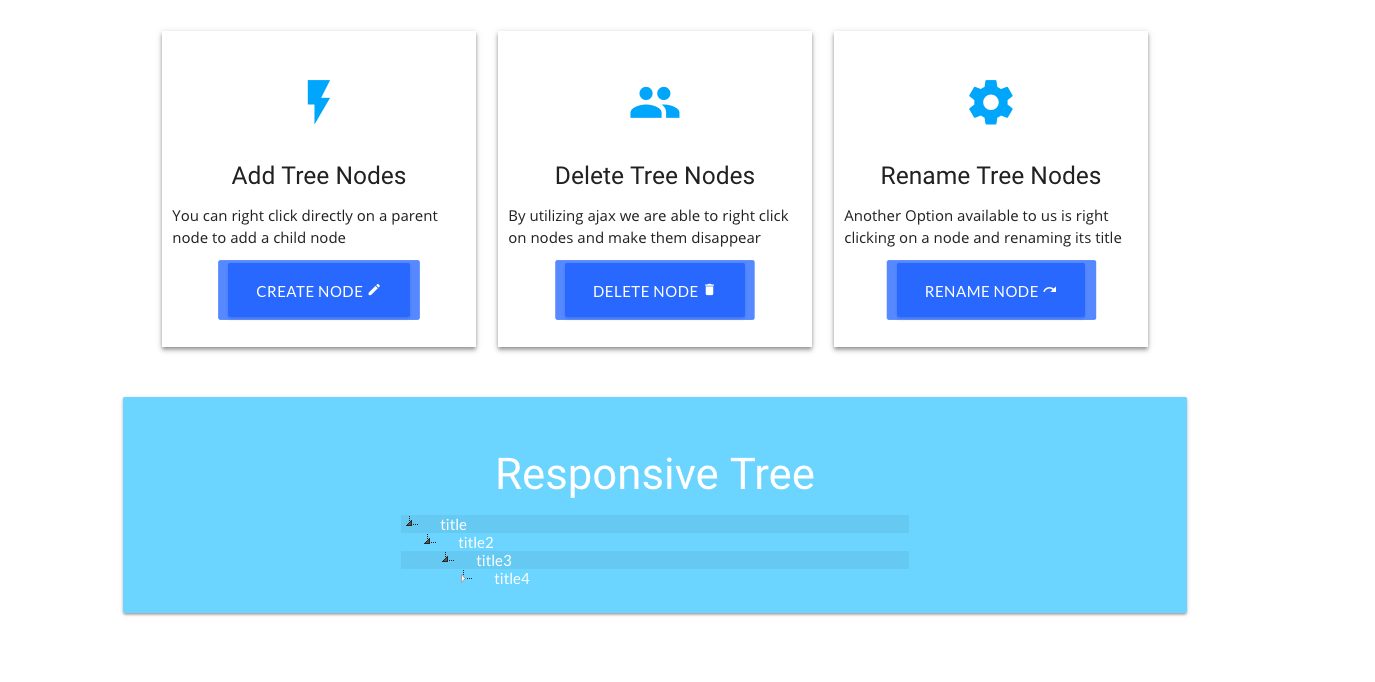 Add Tree Nodes
You can right click directly on a parent
node to add a child node
CREATE NODE
Delete Tree Nodes
By utilizing ajax we are able to right click
on nodes and make them disappear
DELETE NODE
Rename Tree Nodes
Another Option available to us is right
clicking on a node and renaming its title
RENAME NODE
Responsive Tree
title
title2
title3
title4